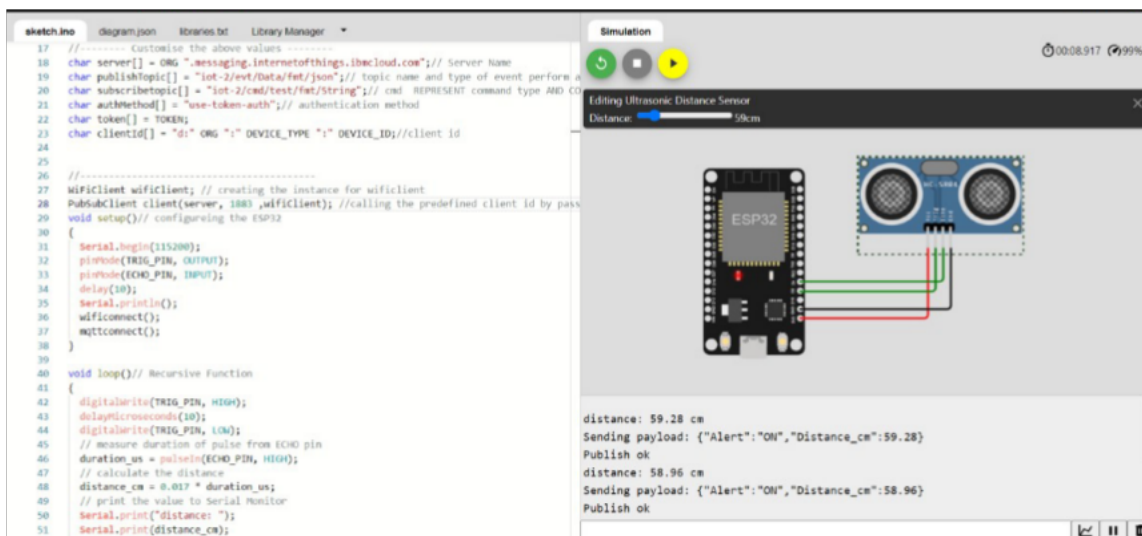 sketch.ino diagram.json libraries.txt Library Manager
17 //-------- Customise the above values --------
18 char server[] = ORG ".messaging.internetofthings.ibmcloud.com";// Server Name
19 char publishTopic[] = "iot-2/evt/Data/fmt/json";// topic name and type of event perform a
20 char subscribetopic[] = "iot-2/cmd/test/fmt/String";// cmd REPRESENT command type AND CO
21 char authMethod[] = "use-token-auth";// authentication method
22 char token[] = TOKEN;
23 char clientId[] = "d:" ORG ":" DEVICE_TYPE ":" DEVICE_ID;//client id
24
25
26 //-----------------------------------------
27 WiFiClient wifiClient; // creating the instance for wificlient
28 PubSubClient client(server, 1883 ,wifiClient); //calling the predefined client id by pass
29 void setup()// configureing the ESP32
30 {
31 Serial.begin(115200);
32 pinMode(TRIG_PIN, OUTPUT);
33 pinMode(ECHO_PIN, INPUT);
34 delay(10);
35 Serial.println();
36 wificonnect();
37 mqttconnect();
38 }
39
40 void loop()// Recursive Function
41 {
42 digitalWrite(TRIG_PIN, HIGH);
43 delayMicroseconds(10);
44 digitalWrite(TRIG_PIN, LOW);
45 // measure duration of pulse from ECHO pin
46 duration_us = pulseIn(ECHO_PIN, HIGH);
47 // calculate the distance
48 distance_cm = 0.017 * duration_us;
49 // print the value to Serial Monitor
50 Serial.print("distance: ");
51 Serial.print(distance_cm);
Simulation
00:08.917 99%
Editing Ultrasonic Distance Sensor
Distance: 59cm
ESP32
HC-SR04
distance: 59.28 cm
Sending payload: {"Alert":"ON","Distance_cm":59.28}
Publish ok
distance: 58.96 cm
Sending payload: {"Alert":"ON","Distance_cm":58.96}
Publish ok